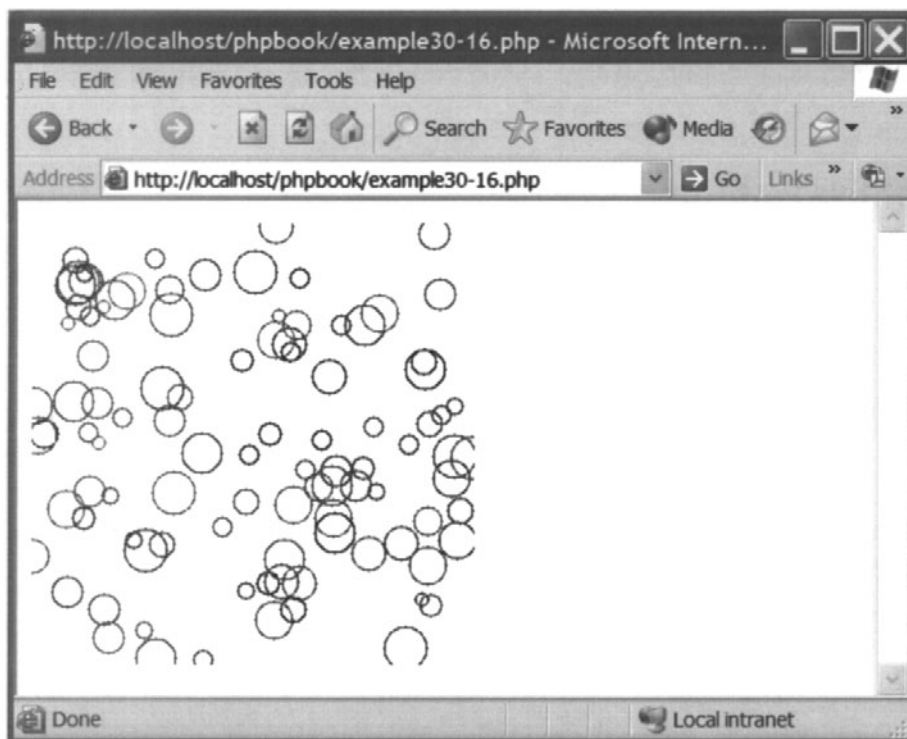 http://localhost/phpbook/example30-16.php - Microsoft Intern...
File Edit View Favorites Tools Help
Back Search Favorites Media »
Address http://localhost/phpbook/example30-16.php Go Links »
Done Local intranet